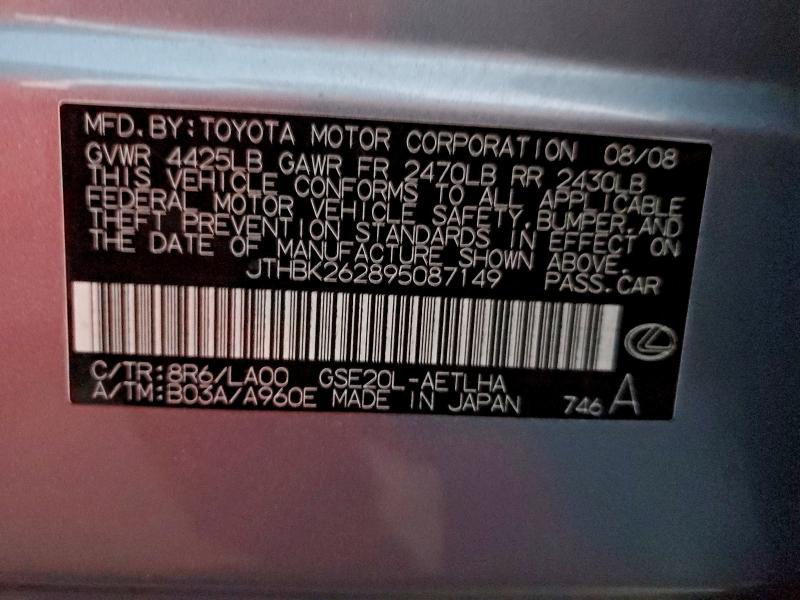 MFD. BY: TOYOTA MOTOR CORPORATION 08/08
GVWR 4425LB GAWR FR 2470LB RR 2430LB
THIS VEHICLE CONFORMS TO ALL APPLICABLE
FEDERAL MOTOR VEHICLE SAFETY, BUMPER, AND
THEFT PREVENTION STANDARDS IN EFFECT ON
THE DATE OF MANUFACTURE SHOWN ABOVE.
JTHBK262895087149 PASS. CAR
C/TR: 8R6/LA00 GSE20L-AETLHA
A/TM: B03A/A960E MADE IN JAPAN 746 A